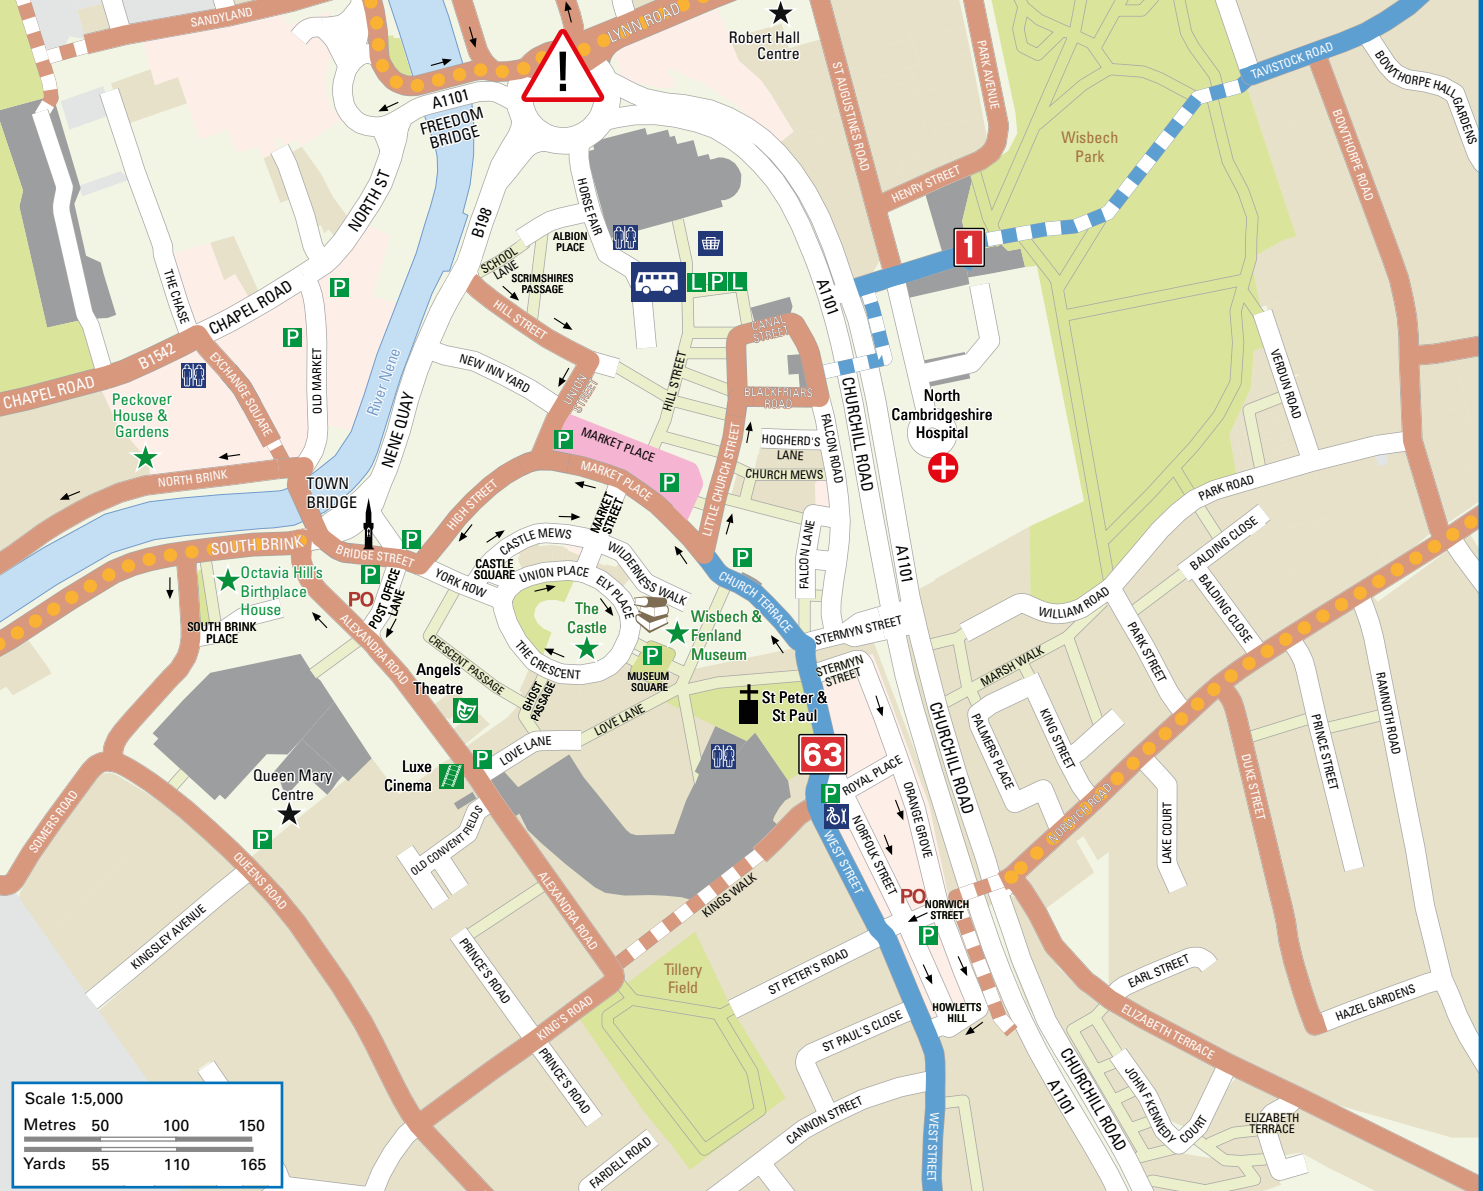 SANDYLAND
LYNN ROAD
Robert Hall
Centre
ST AUGUSTINES ROAD
PARK AVENUE
TAVISTOCK ROAD
BOWTHORPE HALL GARDENS
BOWTHORPE ROAD
!
A1101
FREEDOM
BRIDGE
Wisbech
Park
HENRY STREET
NORTH ST
B198
HORSE FAIR
ALBION
PLACE
SCHOOL
LANE
SCRIMSHIRES
PASSAGE
1
THE CHASE
CHAPEL ROAD
P
P
L P L
A1101
HILL STREET
CANAL
STREET
B1542
CHAPEL ROAD
EXCHANGE SQUARE
OLD MARKET
River Nene
NEW INN YARD
UNION
STREET
HILL STREET
BLACKFRIARS
ROAD
VERDUN ROAD
Peckover
House &
Gardens
NENE QUAY
North
Cambridgeshire
Hospital
CHURCHILL ROAD
FALCON ROAD
P
MARKET PLACE
MARKET PLACE
P
HOGHERD'S
LANE
CHURCH MEWS
LITTLE CHURCH STREET
NORTH BRINK
TOWN
BRIDGE
HIGH STREET
MARKET
STREET
PARK ROAD
SOUTH BRINK
BRIDGE STREET
P
P
CASTLE MEWS
CASTLE
SQUARE
UNION PLACE
WILDERNESS WALK
ELY PLACE
P
FALCON LANE
A1101
BALDING CLOSE
BALDING CLOSE
Octavia Hill's
Birthplace
House
PO
POST OFFICE
LANE
YORK ROW
CHURCH TERRACE
WILLIAM ROAD
The
Castle
Wisbech &
Fenland
Museum
STERMYN STREET
STERMYN
STREET
PARK STREET
SOUTH BRINK
PLACE
ALEXANDRA ROAD
CRESCENT PASSAGE
THE CRESCENT
P
MUSEUM
SQUARE
MARSH WALK
Angels
Theatre
GHOST
PASSAGE
LOVE LANE
St Peter &
St Paul
CHURCHILL ROAD
PALMERS PLACE
KING STREET
RAMNOTH ROAD
PRINCE STREET
LOVE LANE
63
P
Luxe
Cinema
Queen Mary
Centre
P
ROYAL PLACE
P
ORANGE GROVE
NORWICH ROAD
DUKE STREET
SOMERS ROAD
OLD CONVENT FIELDS
WEST STREET
NORFOLK STREET
LAKE COURT
QUEENS ROAD
ALEXANDRA ROAD
KINGS WALK
PO
NORWICH
STREET
P
KINGSLEY AVENUE
PRINCE'S ROAD
Tillery
Field
ST PETER'S ROAD
EARL STREET
HAZEL GARDENS
KING'S ROAD
ST PAUL'S CLOSE
HOWLETTS
HILL
ELIZABETH TERRACE
PRINCE'S ROAD
CHURCHILL ROAD
A1101
JOHN F KENNEDY
COURT
ELIZABETH
TERRACE
CANNON STREET
WEST STREET
FARDELL ROAD
Scale 1:5,000
Metres 50 100 150
Yards 55 110 165